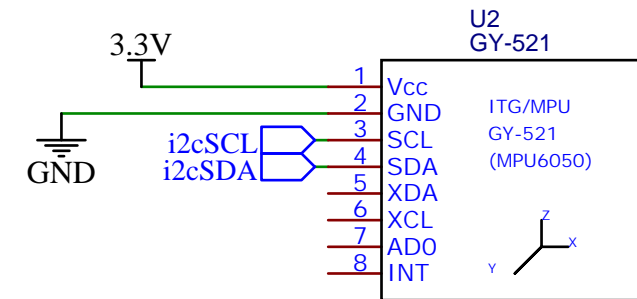 U2
GY-521
3.3V
1 Vcc
2 GND
i2cSCL 3 SCL
i2cSDA 4 SDA
5 XDA
6 XCL
7 AD0
8 INT
GND
ITG/MPU
GY-521
(MPU6050)
Z
X
Y